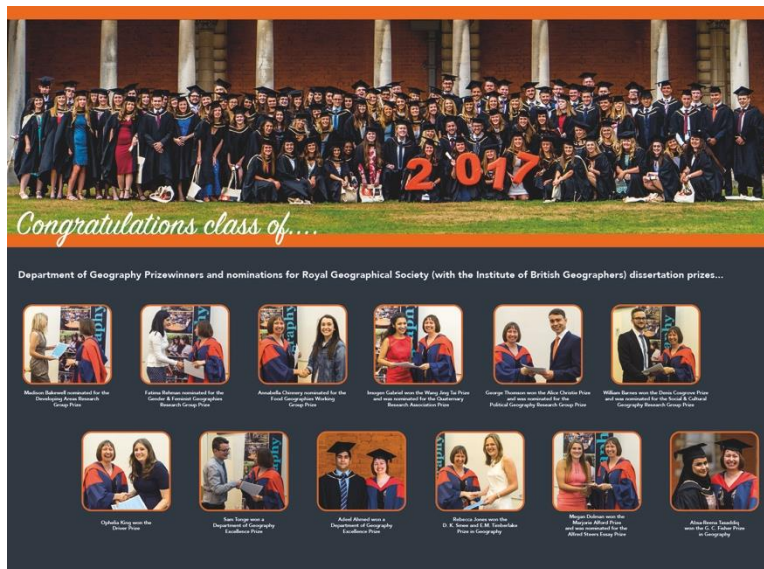 2017
Congratulations class of....
Department of Geography Prizewinners and nominations for Royal Geographical Society (with the Institute of British Geographers) dissertation prizes...
Madison Bakewell nominated for the
Developing Areas Research
Group Prize
Fatima Rehman nominated for the
Gender & Feminist Geographies
Research Group Prize
Annabella Chinnery nominated for the
Food Geographies Working
Group Prize
Imogen Gabriel won the Wang Jing Tai Prize
and was nominated for the Quaternary
Research Association Prize
George Thomson won the Alice Christie Prize
and was nominated for the
Political Geography Research Group Prize
William Barnes won the Denis Cosgrove Prize
and was nominated for the Social & Cultural
Geography Research Group Prize
Ophelia King won the
Driver Prize
Sam Tonge won a
Department of Geography
Excellence Prize
Adeel Ahmed won a
Department of Geography
Excellence Prize
Rebecca Jones won the
Prize in Geography
Megan Dolman won the
Marjorie Alfred Prize
and was nominated for the
Alfred Steers Essay Prize
won the G. C. Fisher Prize
in Geography